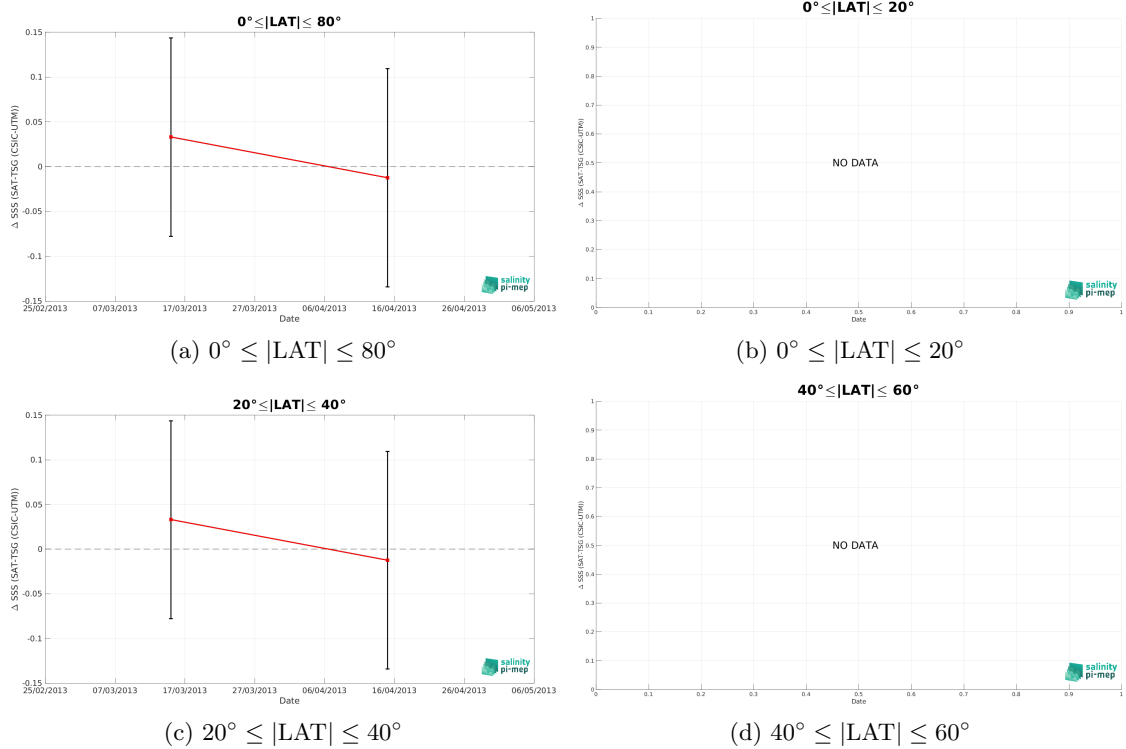 0°≤|LAT|≤ 80°
0.15
0.1
0.05
0
-0.05
-0.1
-0.15
Δ SSS (SAT-TSG (CSIC-UTM))
25/02/2013 07/03/2013 17/03/2013 27/03/2013 06/04/2013 16/04/2013 26/04/2013 06/05/2013
Date
salinity
pi-mep
(a) 0° ≤ |LAT| ≤ 80°
0°≤|LAT|≤ 20°
1
0.9
0.8
0.7
0.6
0.5
0.4
0.3
0.2
0.1
0
Δ SSS (SAT-TSG (CSIC-UTM))
NO DATA
0 0.1 0.2 0.3 0.4 0.5 0.6 0.7 0.8 0.9 1
Date
salinity
pi-mep
(b) 0° ≤ |LAT| ≤ 20°
20°≤|LAT|≤ 40°
0.15
0.1
0.05
0
-0.05
-0.1
-0.15
Δ SSS (SAT-TSG (CSIC-UTM))
25/02/2013 07/03/2013 17/03/2013 27/03/2013 06/04/2013 16/04/2013 26/04/2013 06/05/2013
Date
salinity
pi-mep
(c) 20° ≤ |LAT| ≤ 40°
40°≤|LAT|≤ 60°
1
0.9
0.8
0.7
0.6
0.5
0.4
0.3
0.2
0.1
0
Δ SSS (SAT-TSG (CSIC-UTM))
NO DATA
0 0.1 0.2 0.3 0.4 0.5 0.6 0.7 0.8 0.9 1
Date
salinity
pi-mep
(d) 40° ≤ |LAT| ≤ 60°